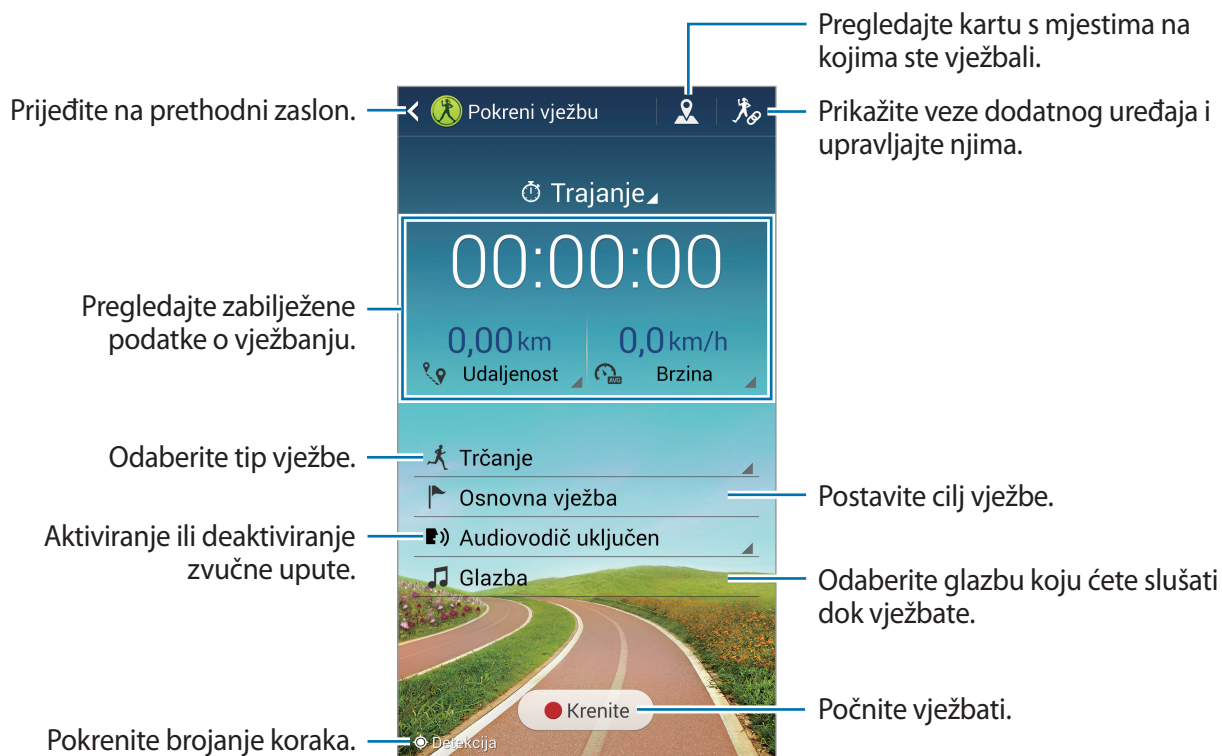 Pregledajte kartu s mjestima na
kojima ste vježbali.
Prijeđite na prethodni zaslon.
Pokreni vježbu
Prikažite veze dodatnog uređaja i
upravljajte njima.
Trajanje
00:00:00
Pregledajte zabilježene
podatke o vježbanju.
0,00 km
0,0 km/h
Udaljenost
AVG
Brzina
Odaberite tip vježbe.
Trčanje
Osnovna vježba
Postavite cilj vježbe.
Aktiviranje ili deaktiviranje
zvučne upute.
Audiovodič uključen
Glazba
Odaberite glazbu koju ćete slušati
dok vježbate.
Krenite
Počnite vježbati.
Pokrenite brojanje koraka.
Detekcija